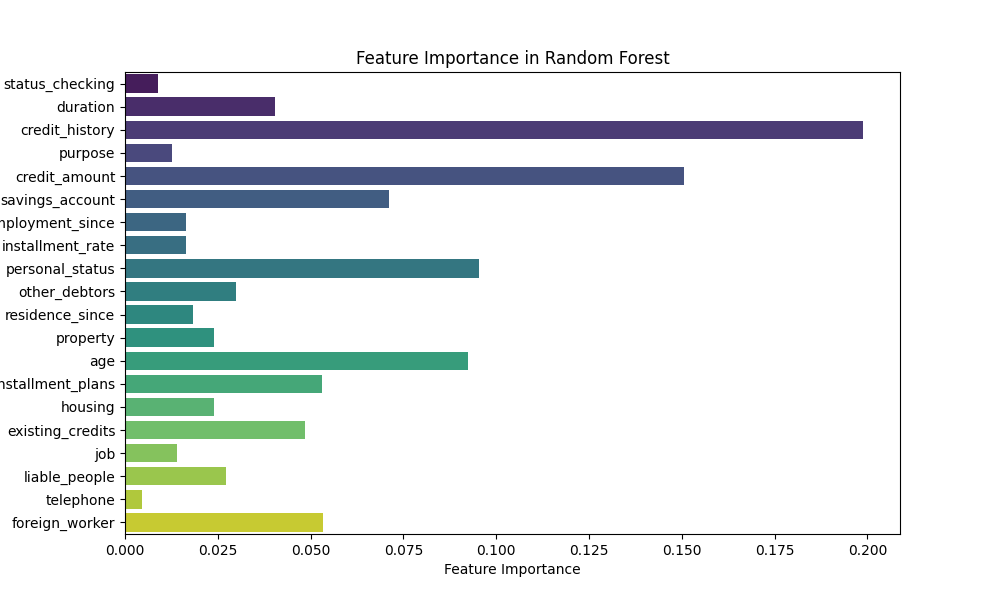 Feature Importance in Random Forest
status_checking
duration
credit_history
purpose
credit_amount
savings_account
mployment_since
installment_rate
personal_status
other_debtors
residence_since
property
age
nstallment_plans
housing
existing_credits
job
liable_people
telephone
foreign_worker
0.000 0.025 0.050 0.075 0.100 0.125 0.150 0.175 0.200
Feature Importance